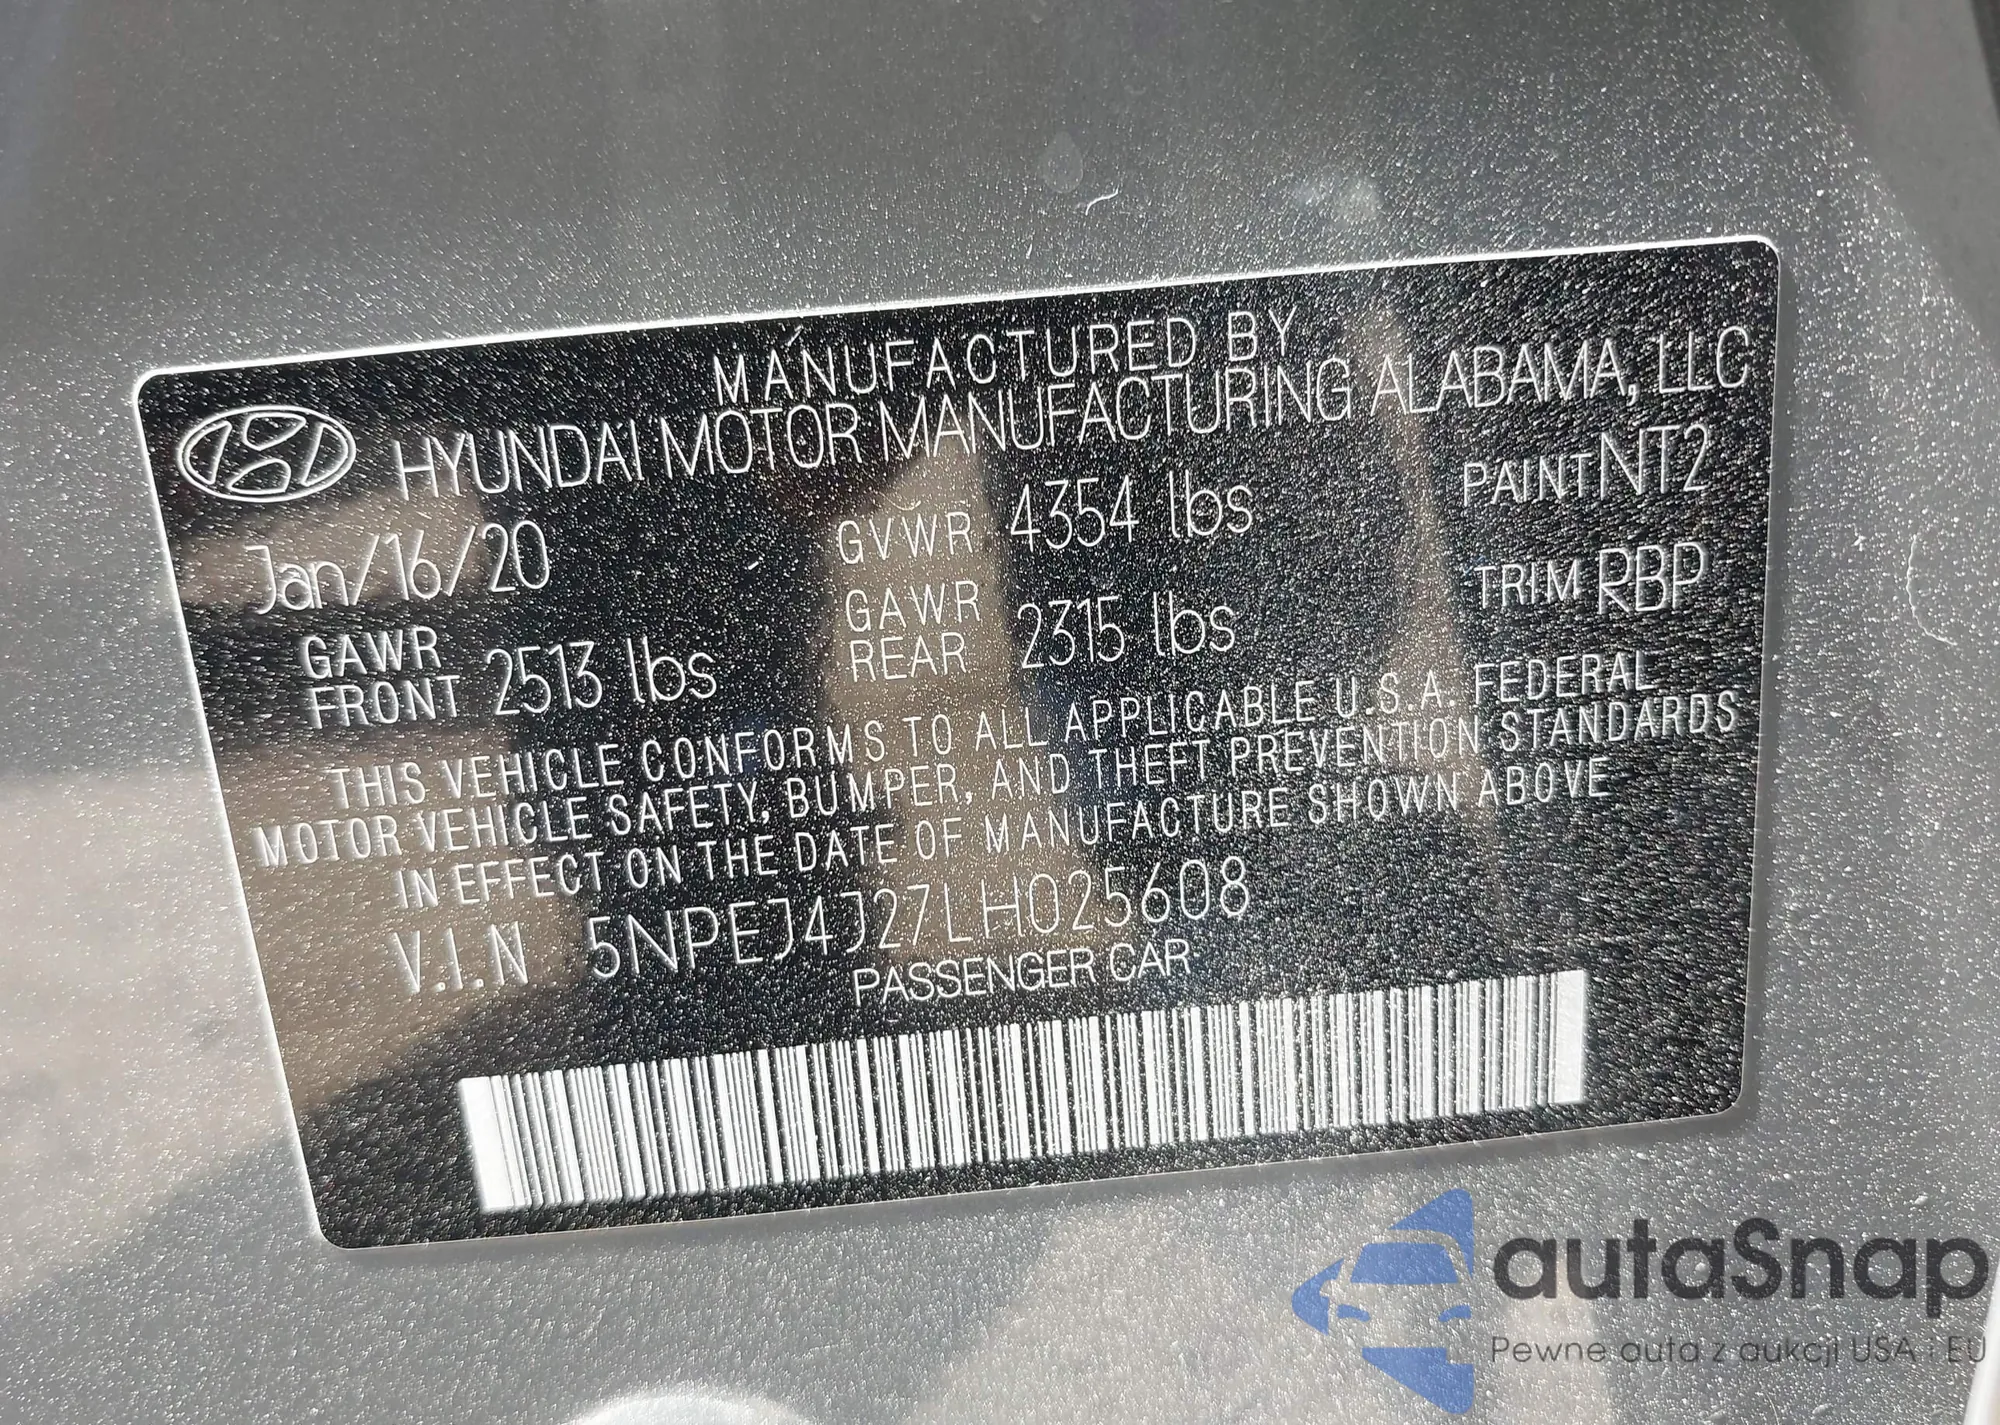 MANUFACTURED BY
HYUNDAI MOTOR MANUFACTURING ALABAMA, LLC
Jan/16/20 GVWR 4354 lbs PAINT NT2
GAWR FRONT 2513 lbs GAWR REAR 2315 lbs TRIM RBP
THIS VEHICLE CONFORMS TO ALL APPLICABLE U.S.A. FEDERAL
MOTOR VEHICLE SAFETY, BUMPER, AND THEFT PREVENTION STANDARDS
IN EFFECT ON THE DATE OF MANUFACTURE SHOWN ABOVE
V.I.N 5NPEJ4J27LH025608
PASSENGER CAR
autaSnap
Pewne auta z aukcji USA i EU